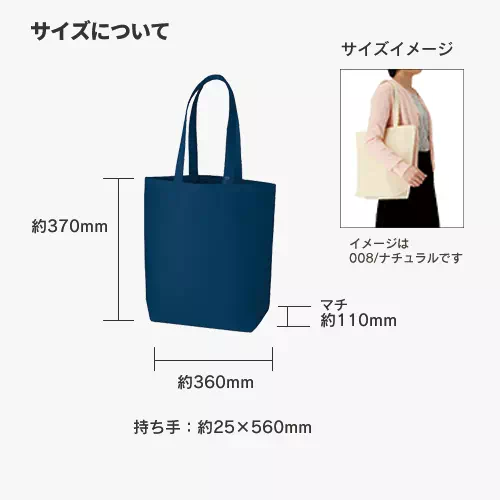 サイズについて
サイズイメージ
約370mm
イメージは
008/ナチュラルです
マチ
約110mm
約360mm
持ち手：約25×560mm